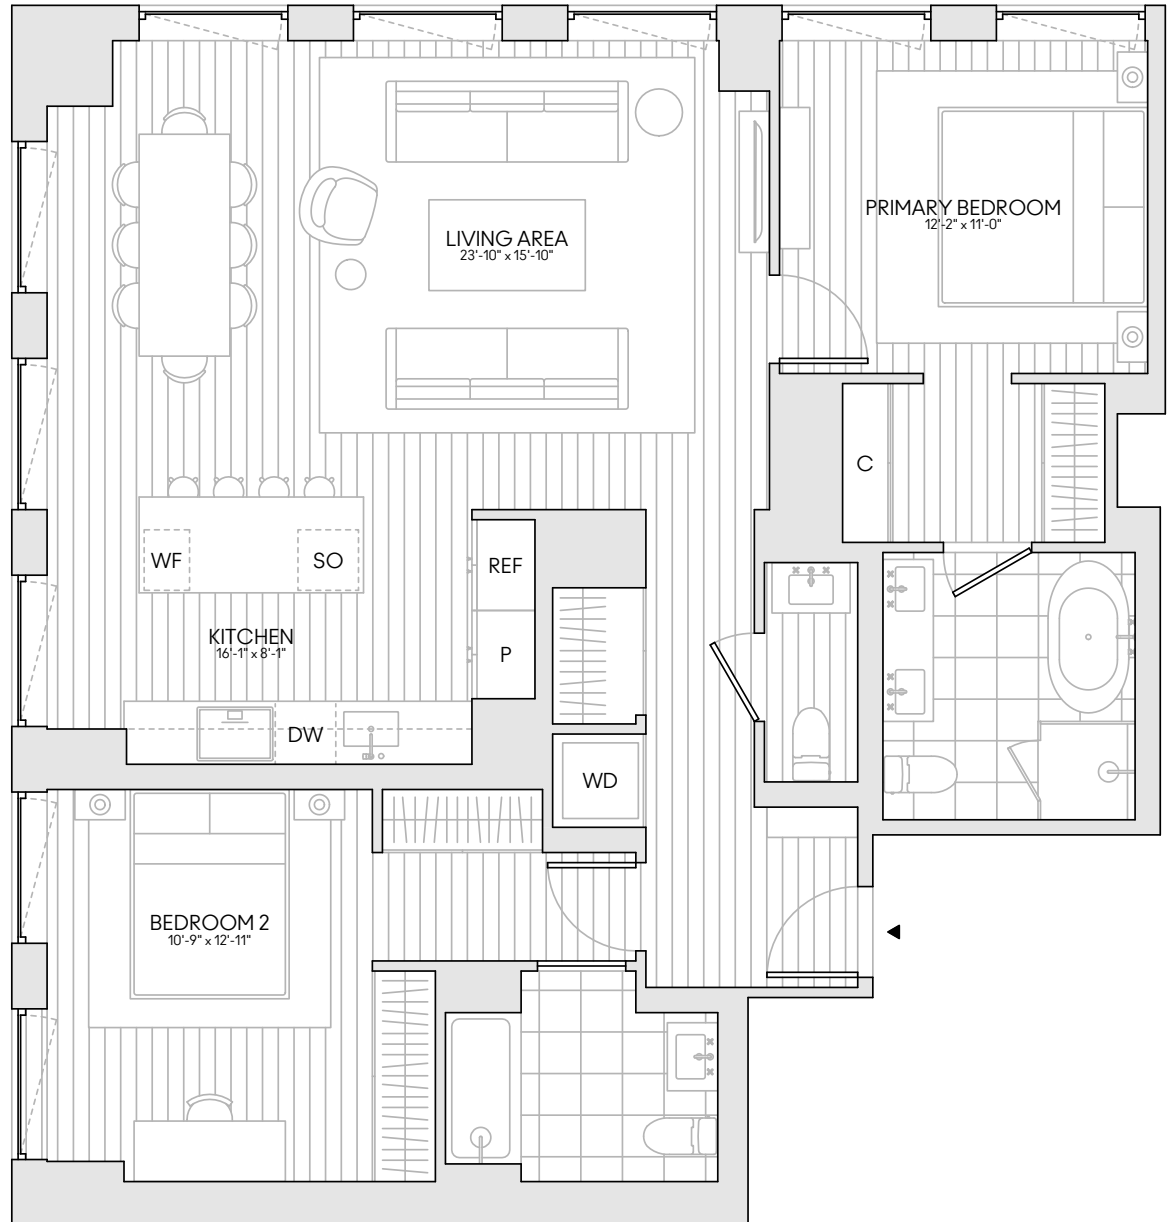 PRIMARY BEDROOM
12'-2" x 11'-0"
LIVING AREA
23'-10" x 15'-10"
C
WF
SO
REF
KITCHEN
16'-1" x 8'-1"
P
DW
WD
BEDROOM 2
10'-9" x 12'-11"